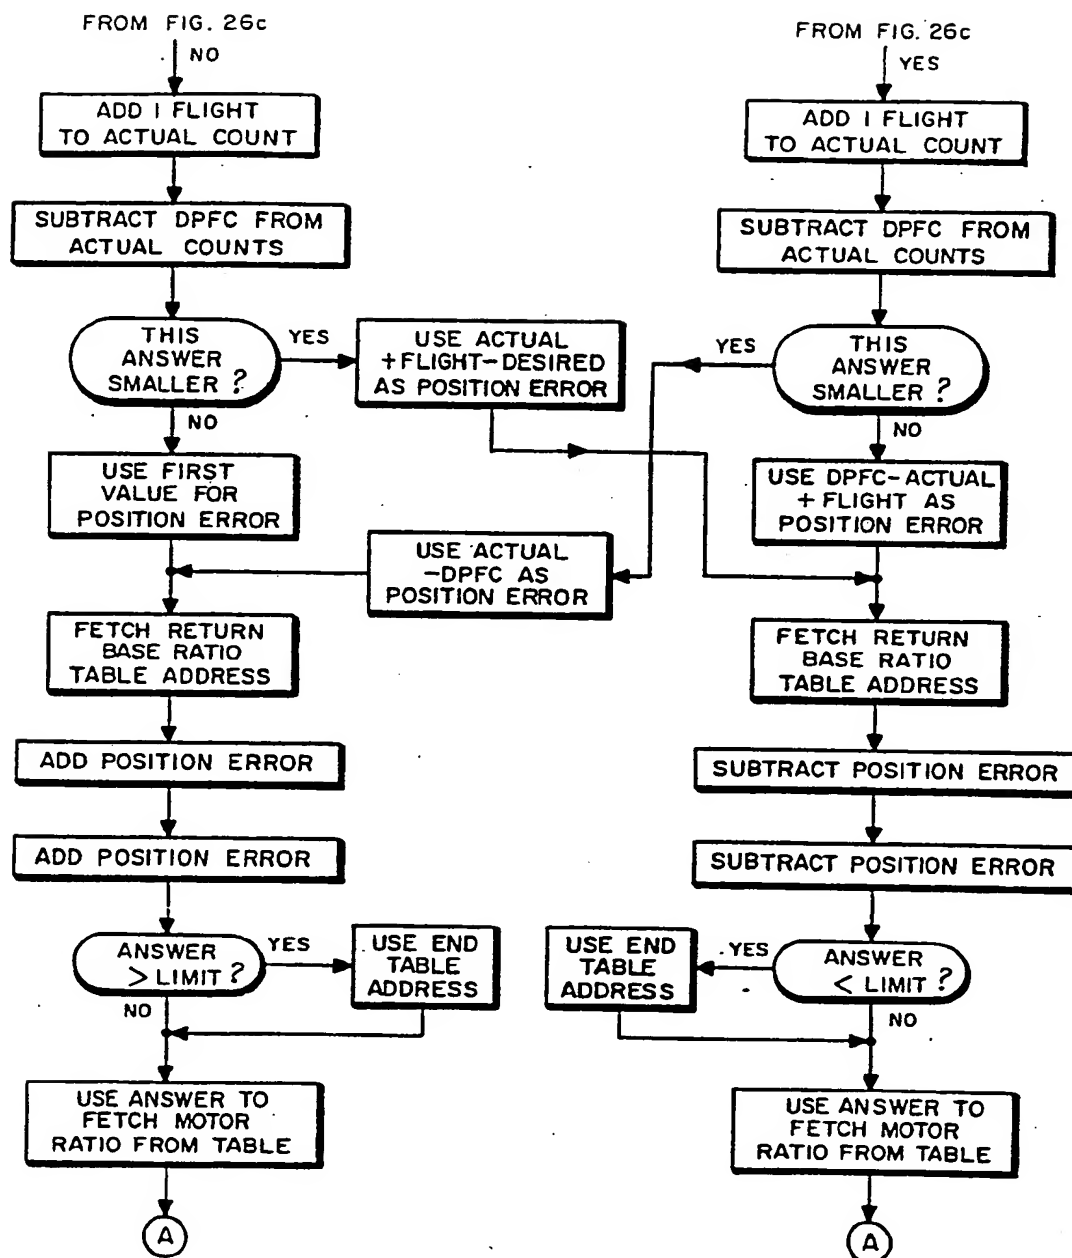 FROM FIG. 26c
NO
ADD 1 FLIGHT
TO ACTUAL COUNT
SUBTRACT DPFC FROM
ACTUAL COUNTS
THIS
ANSWER
SMALLER ?
YES
USE ACTUAL
+FLIGHT-DESIRED
AS POSITION ERROR
NO
USE FIRST
VALUE FOR
POSITION ERROR
USE ACTUAL
-DPFC AS
POSITION ERROR
FETCH RETURN
BASE RATIO
TABLE ADDRESS
ADD POSITION ERROR
ADD POSITION ERROR
ANSWER
> LIMIT ?
YES
USE END
TABLE
ADDRESS
NO
USE ANSWER TO
FETCH MOTOR
RATIO FROM TABLE
A
FROM FIG. 26c
YES
ADD 1 FLIGHT
TO ACTUAL COUNT
SUBTRACT DPFC FROM
ACTUAL COUNTS
THIS
ANSWER
SMALLER ?
YES
NO
USE DPFC-ACTUAL
+FLIGHT AS
POSITION ERROR
FETCH RETURN
BASE RATIO
TABLE ADDRESS
SUBTRACT POSITION ERROR
SUBTRACT POSITION ERROR
ANSWER
< LIMIT ?
YES
USE END
TABLE
ADDRESS
NO
USE ANSWER TO
FETCH MOTOR
RATIO FROM TABLE
A